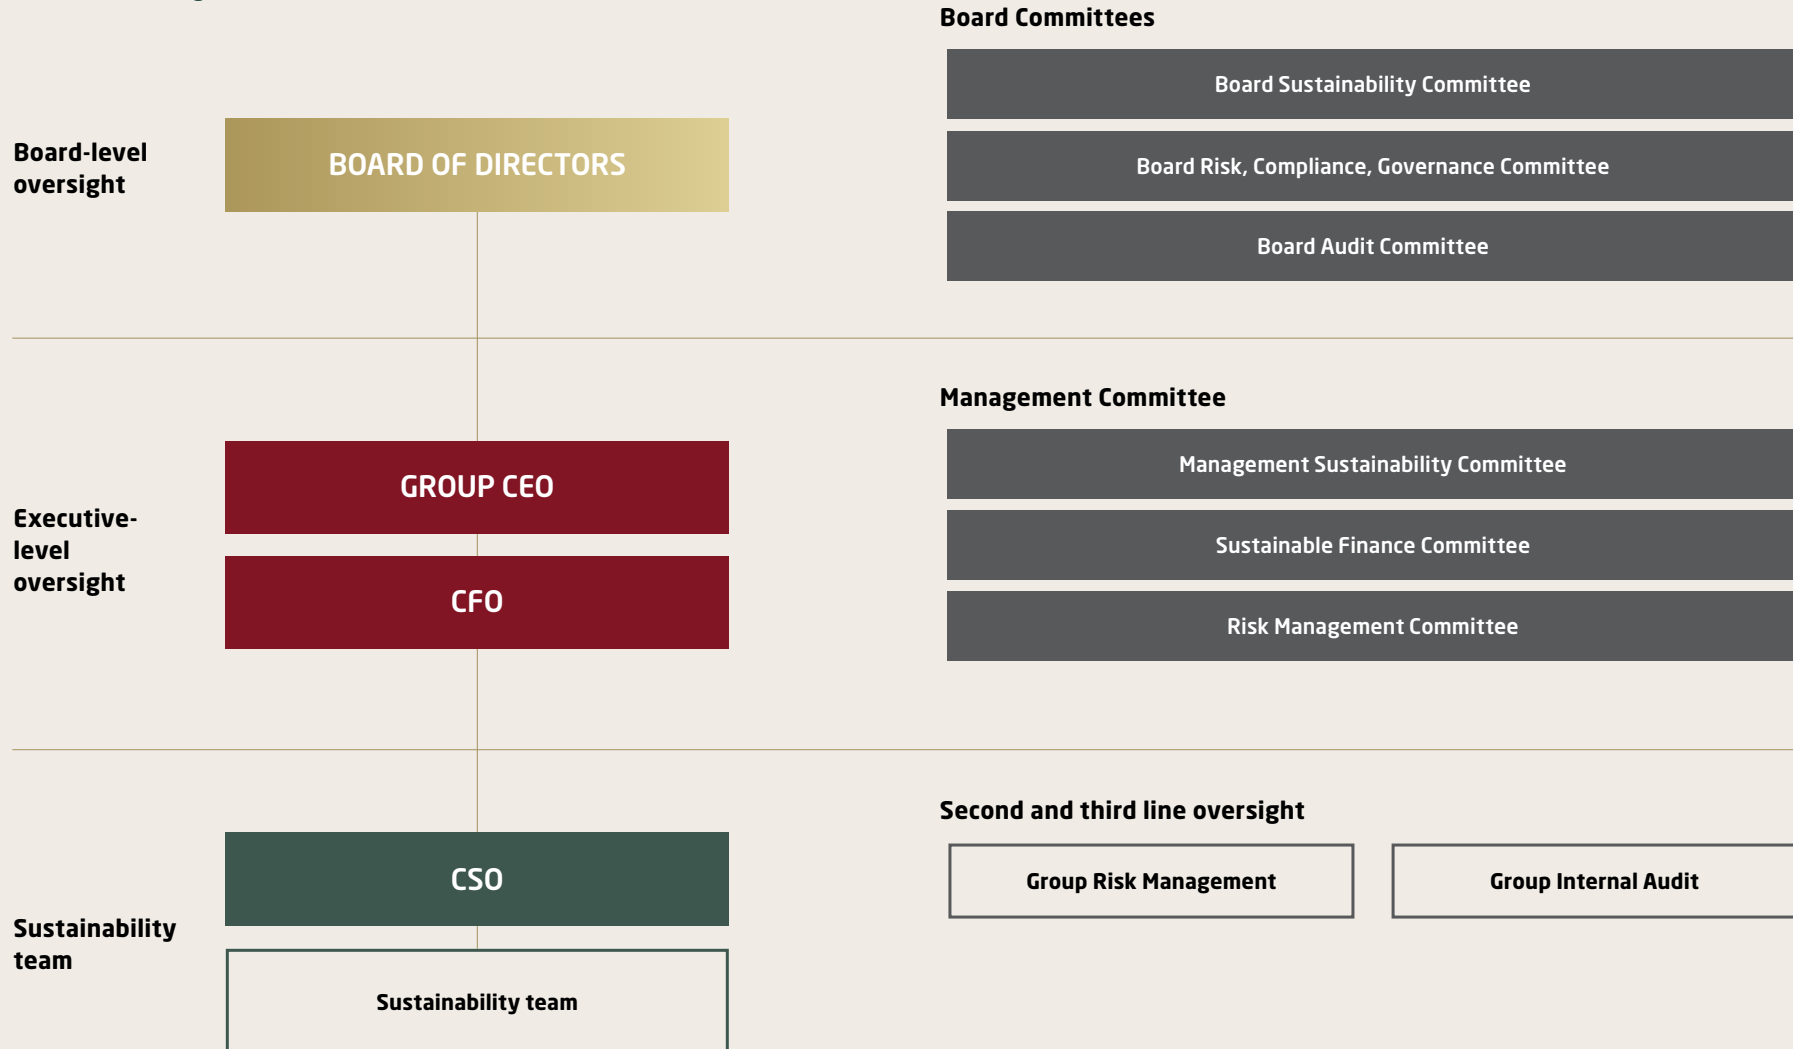 Board Committees
Board Sustainability Committee
Board-level
oversight
BOARD OF DIRECTORS
Board Risk, Compliance, Governance Committee
Board Audit Committee
Management Committee
Management Sustainability Committee
GROUP CEO
Executive-
level
oversight
Sustainable Finance Committee
CFO
Risk Management Committee
Second and third line oversight
CSO
Group Risk Management
Group Internal Audit
Sustainability
team
Sustainability team